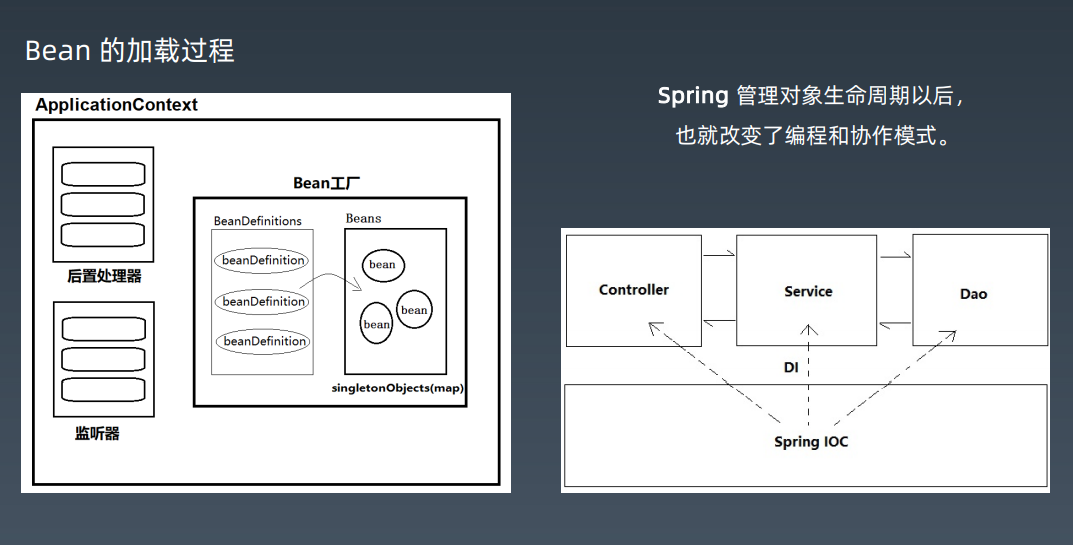 Bean 的加载过程
ApplicationContext
后置处理器
监听器
Bean工厂
BeanDefinitions
beanDefinition
beanDefinition
beanDefinition
Beans
bean
bean
bean
singletonObjects(map)
Spring 管理对象生命周期以后，
也就改变了编程和协作模式。
Controller
Service
Dao
DI
Spring IOC